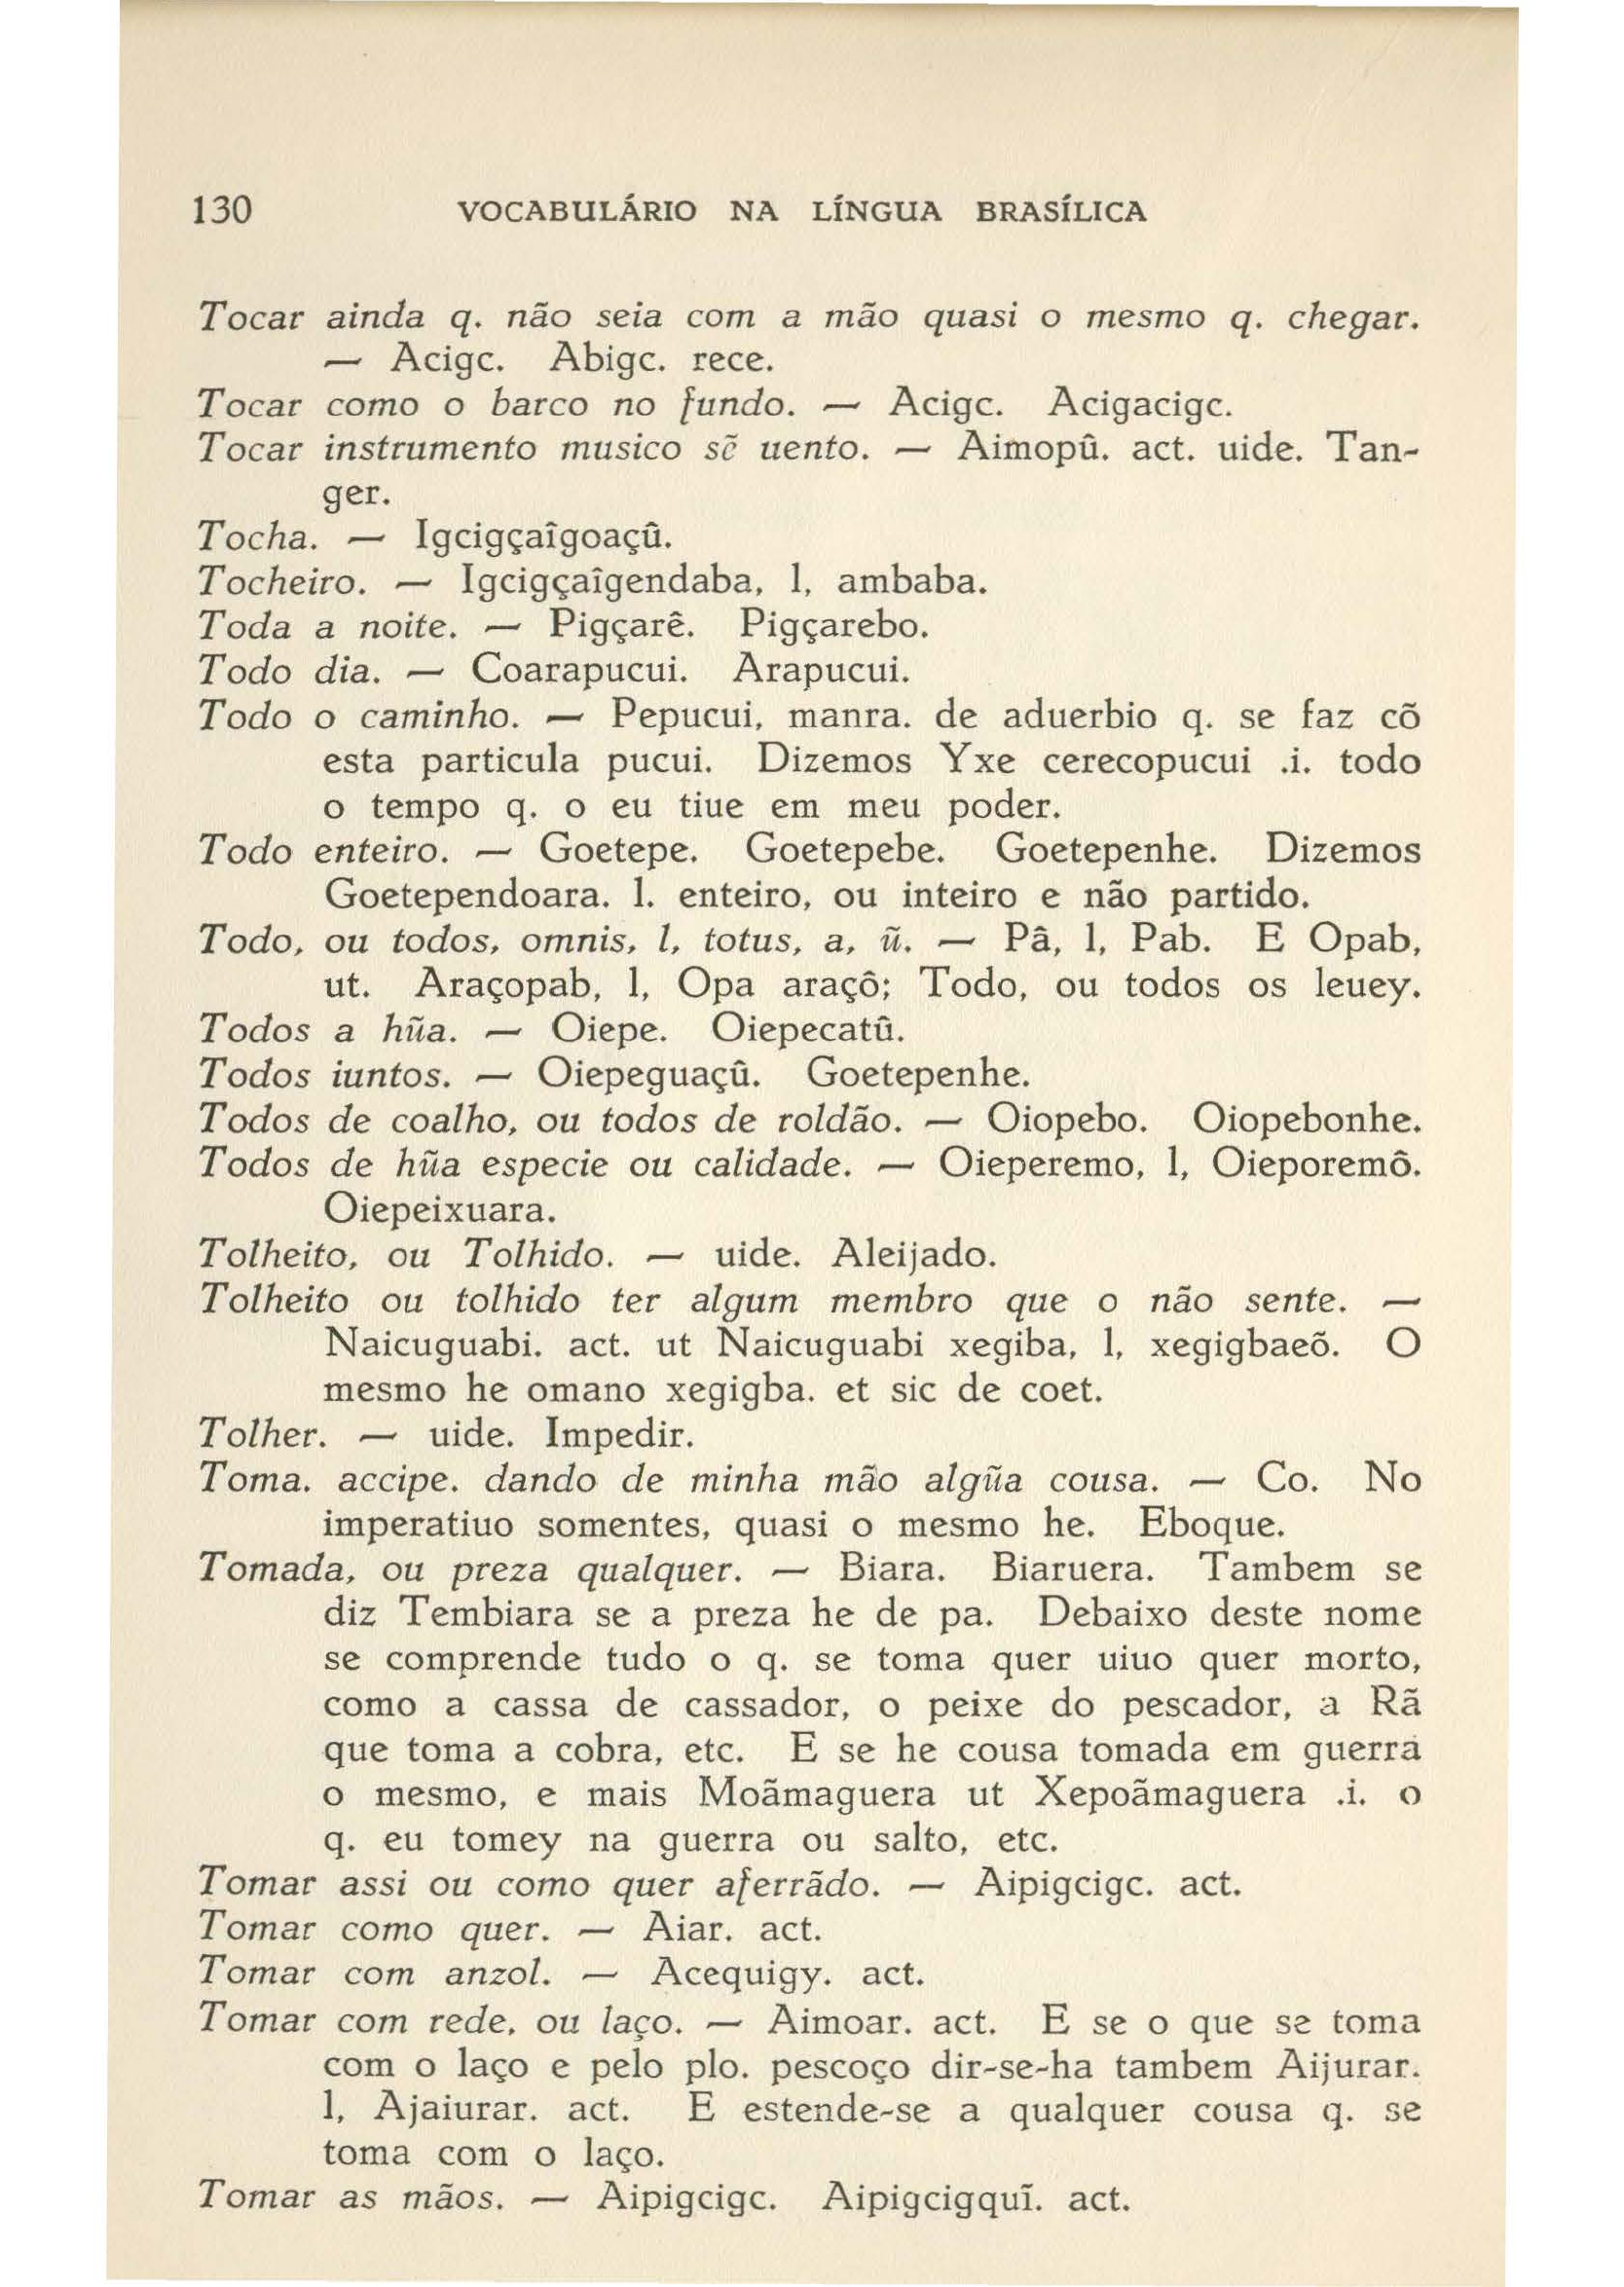 130 VOCABULÁRIO NA LÍNGUA BRASÍLICA
Tocar ainda q. não seia com a mão quasi o mesmo q. chegar.
— Acigc. Abigc. rece.
Tocar como o barco no fundo. — Acigc. Acigacigc.
Tocar instrumento musico sẽ uento. — Aimopû. act. uide. Tan-
ger.
Tocha. — Igcigçaîgoaçû.
Tocheiro. — Igcigçaîgendaba, l, ambaba.
Toda a noite. — Pigçarê. Pigçarebo.
Todo dia. — Coarapucui. Arapucui.
Todo o caminho. — Pepucui, manra. de aduerbio q. se faz cõ
esta particula pucui. Dizemos Yxe cerecopucui .i. todo
o tempo q. o eu tiue em meu poder.
Todo enteiro. — Goetepe. Goetepebe. Goetepenhe. Dizemos
Goetependoara. l. enteiro, ou inteiro e não partido.
Todo, ou todos, omnis, l, totus, a, ũ. — Pâ, l, Pab. E Opab,
ut. Araçopab, l, Opa araçô; Todo, ou todos os leuey.
Todos a hũa. — Oiepe. Oiepecatû.
Todos iuntos. — Oiepeguaçû. Goetepenhe.
Todos de coalho, ou todos de roldão. — Oiopebo. Oiopebonhe.
Todos de hũa especie ou calidade. — Oieperemo, l, Oieporemô.
Oiepeixuara.
Tolheito, ou Tolhido. — uide. Aleijado.
Tolheito ou tolhido ter algum membro que o não sente. —
Naicuguabi. act. ut Naicuguabi xegiba, l, xegigbaeõ. O
mesmo he omano xegigba. et sic de coet.
Tolher. — uide. Impedir.
Toma. accipe. dando de minha mão algũa cousa. — Co. No
imperatiuo somentes, quasi o mesmo he. Eboque.
Tomada, ou preza qualquer. — Biara. Biaruera. Tambem se
diz Tembiara se a preza he de pa. Debaixo deste nome
se comprende tudo o q. se toma quer uiuo quer morto,
como a cassa de cassador, o peixe do pescador, a Rã
que toma a cobra, etc. E se he cousa tomada em guerra
o mesmo, e mais Moãmaguera ut Xepoãmaguera .i. o
q. eu tomey na guerra ou salto, etc.
Tomar assi ou como quer aferrãdo. — Aipigcigc. act.
Tomar como quer. — Aiar. act.
Tomar com anzol. — Acequigy. act.
Tomar com rede, ou laço. — Aimoar. act. E se o que se toma
com o laço e pelo plo. pescoço dir-se-ha tambem Aijurar.
l, Ajaiurar. act. E estende-se a qualquer cousa q. se
toma com o laço.
Tomar as mãos. — Aipigcigc. Aipigcigquĩ. act.